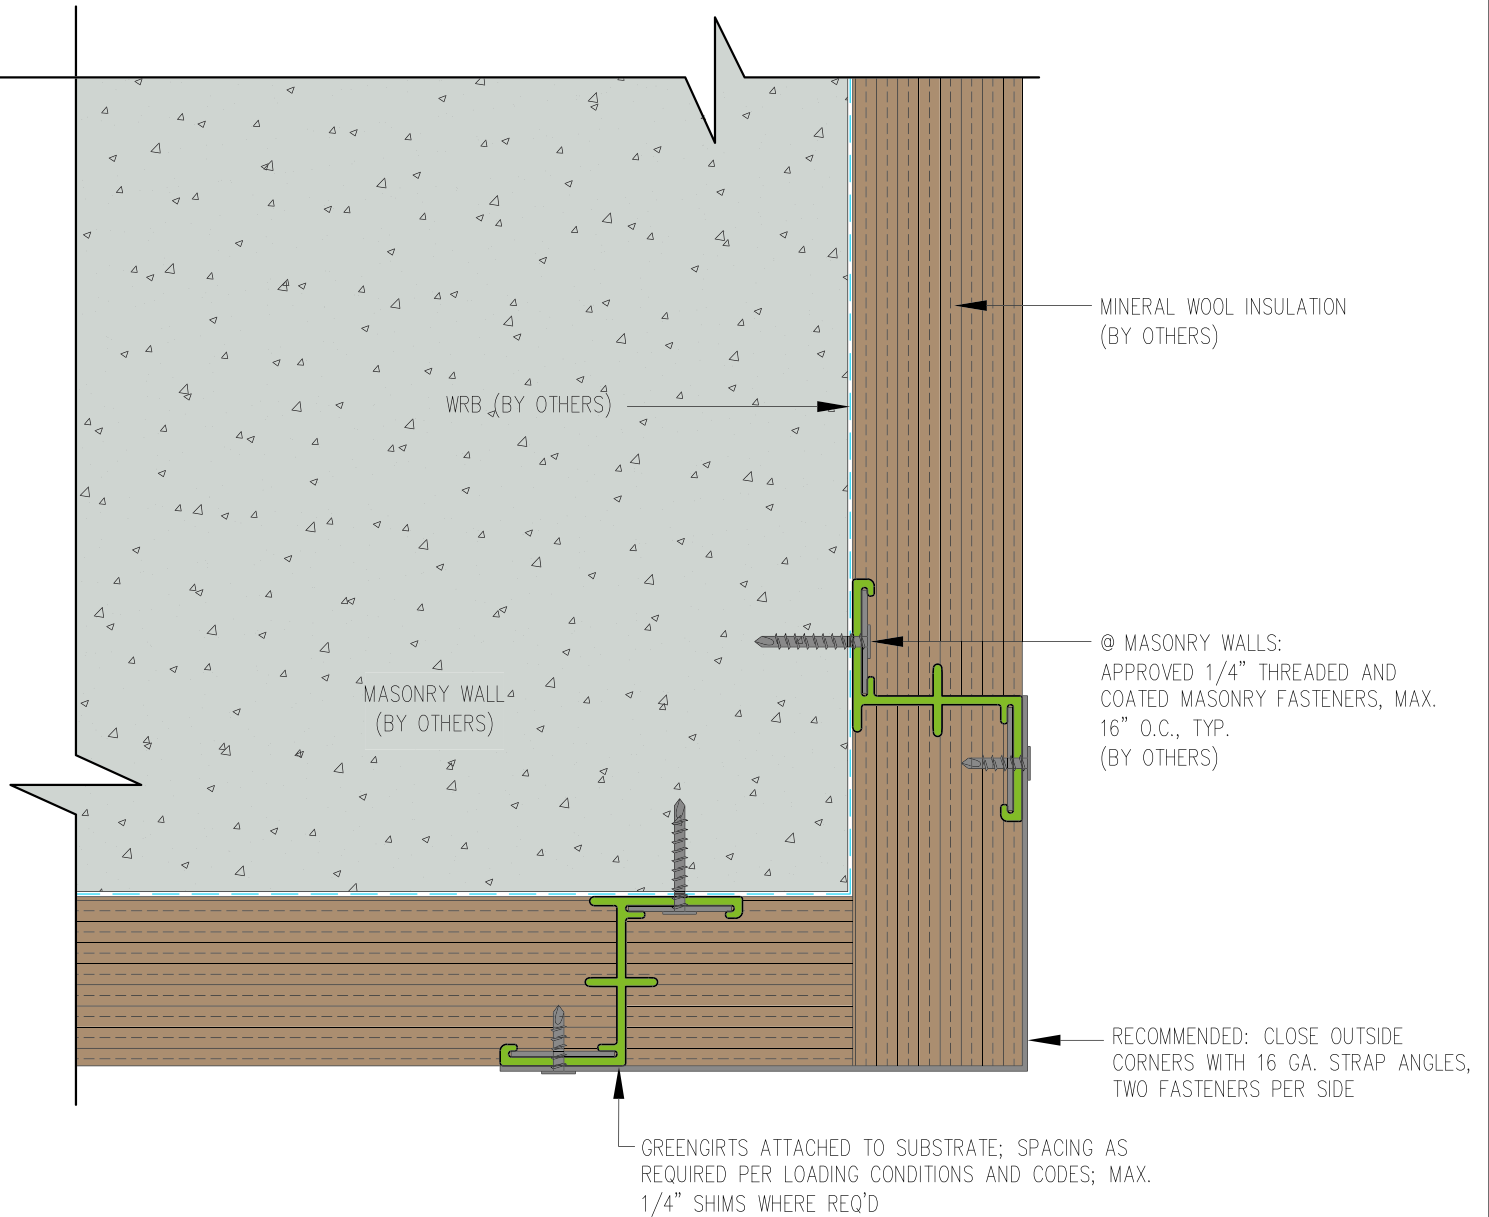 MINERAL WOOL INSULATION
(BY OTHERS)
WRB (BY OTHERS)
@ MASONRY WALLS:
APPROVED 1/4" THREADED AND
COATED MASONRY FASTENERS, MAX.
16" O.C., TYP.
(BY OTHERS)
MASONRY WALL
(BY OTHERS)
RECOMMENDED: CLOSE OUTSIDE
CORNERS WITH 16 GA. STRAP ANGLES,
TWO FASTENERS PER SIDE
GREENGIRTS ATTACHED TO SUBSTRATE; SPACING AS
REQUIRED PER LOADING CONDITIONS AND CODES; MAX.
1/4" SHIMS WHERE REQ'D